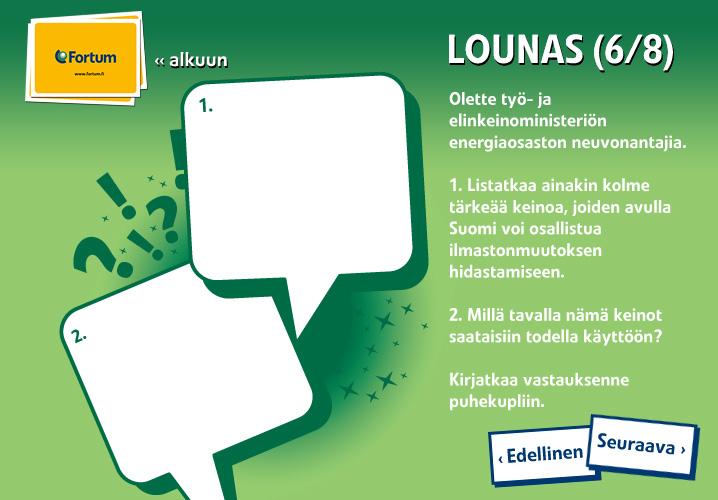 Fortum
www.fortum.fi
‹‹ alkuun
LOUNAS (6/8)
1.
Olette työ- ja
elinkeinoministeriön
energiaosaston neuvonantajia.
1. Listatkaa ainakin kolme
tärkeää keinoa, joiden avulla
Suomi voi osallistua
ilmastonmuutoksen
hidastamiseen.
!
!
?!
!
?
2.
2. Millä tavalla nämä keinot
saataisiin todella käyttöön?
Kirjatkaa vastauksenne
puhekupliin.
‹ Edellinen
Seuraava ›